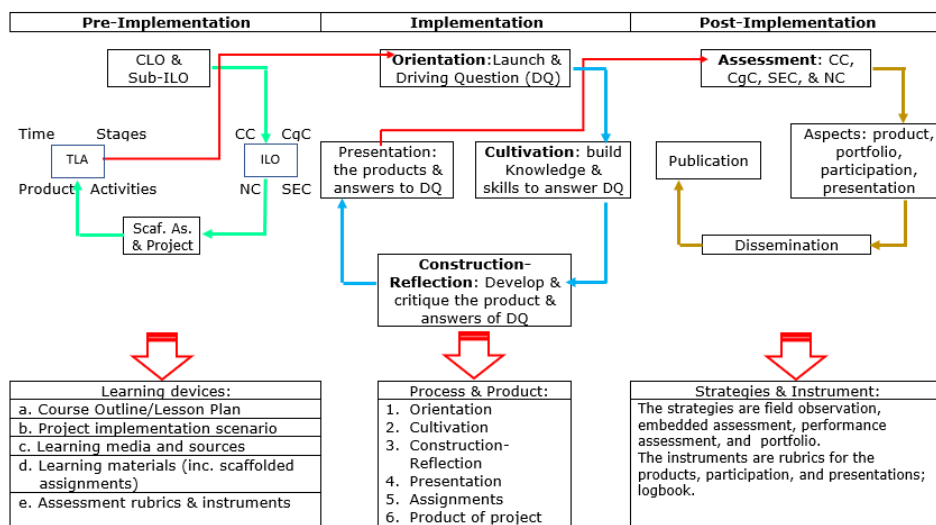 Pre-Implementation
Implementation
Post-Implementation
CLO &
Sub-ILO
Time
Stages
TLA
Product
Activities
CC
CgC
ILO
NC
SEC
Scaf. As.
& Project
Orientation:Launch &
Driving Question (DQ)
Presentation:
the products &
answers to DQ
Cultivation: build
Knowledge &
skills to answer DQ
Construction-
Reflection: Develop &
critique the product &
answers of DQ
Assessment: CC,
CgC, SEC, & NC
Publication
Aspects: product,
portfolio,
participation,
presentation
Dissemination
Learning devices:
a. Course Outline/Lesson Plan
b. Project implementation scenario
c. Learning media and sources
d. Learning materials (inc. scaffolded
assignments)
e. Assessment rubrics & instruments
Process & Product:
1. Orientation
2. Cultivation
3. Construction-
Reflection
4. Presentation
5. Assignments
6. Product of project
Strategies & Instrument:
The strategies are field observation,
embedded assessment, performance
assessment, and portfolio.
The instruments are rubrics for the
products, participation, and presentations;
logbook.